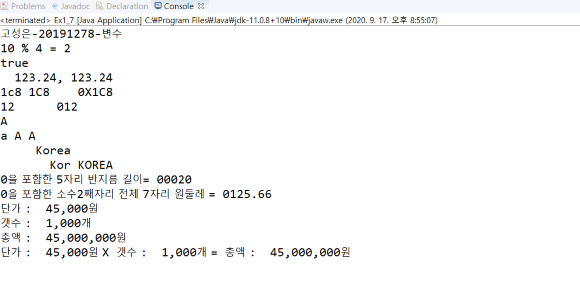 Problems Javadoc Declaration Console
<terminated> Ex1_7 [Java Application] C:₩Program Files₩Java₩jdk-11.0.8+10₩bin₩javaw.exe (2020. 9. 17. 오후 8:55:07)
고성은-20191278-변수
10 % 4 = 2
true
  123.24, 123.24
1c8 1C8    0X1C8
12      012
A
a A A
     Korea
       Kor KOREA
0을 포함한 5자리 반지름 길이= 00020
0을 포함한 소수2째자리 전체 7자리 원둘레 = 0125.66
단가 :  45,000원
갯수 :  1,000개
총액 :  45,000,000원
단가 :  45,000원 X 갯수 :  1,000개 = 총액 :  45,000,000원